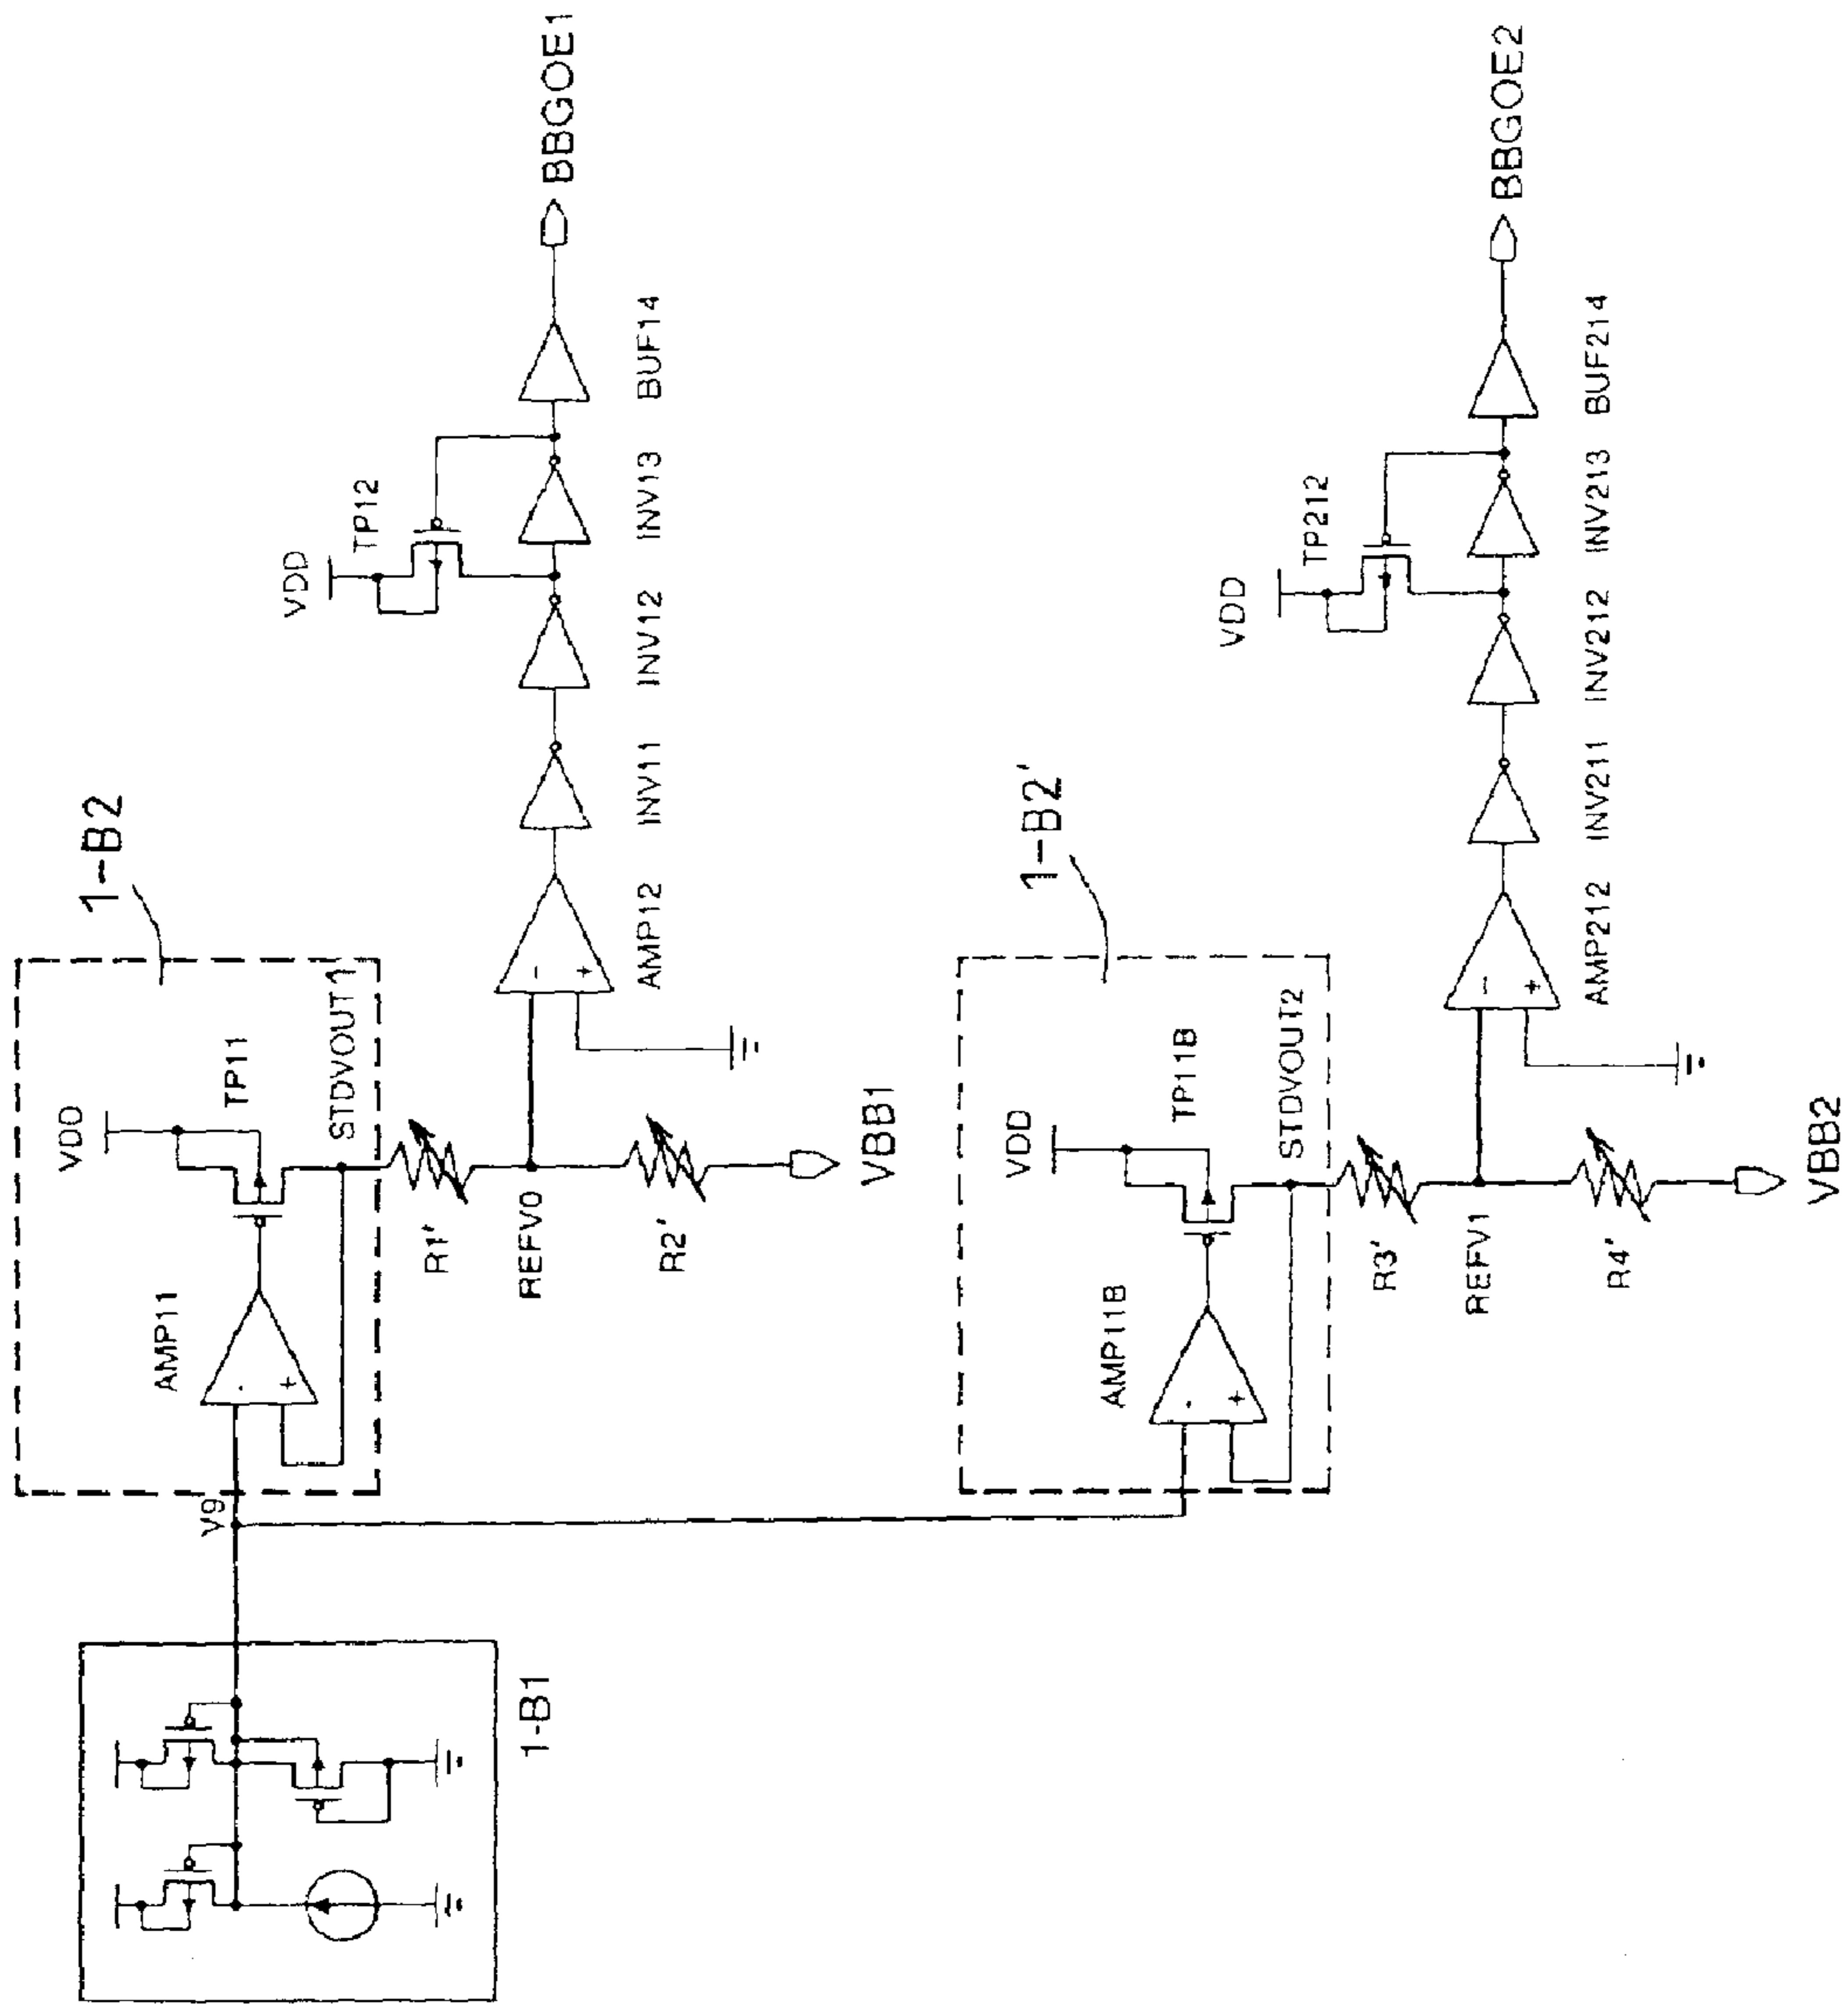 1-B1
V9
1-B2
VDD
AMP11
TP11
STDVOUT1
R1'
REFV0
R2'
VBB1
-
+
AMP12
INV11
INV12
INV13
BUF14
VDD
TP12
BBGOE1
1-B2'
VDD
AMP11B
TP11B
STDVOUT2
R3'
REFV1
R4'
VBB2
-
+
AMP212
INV211
INV212
INV213
BUF214
VDD
TP212
BBGOE2